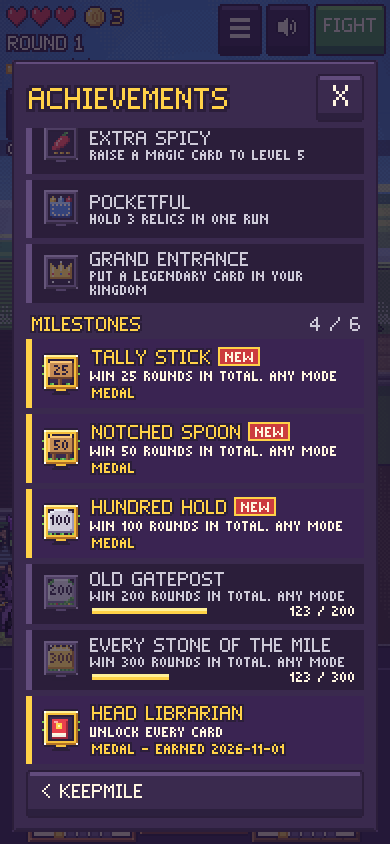 3
ROUND 1
FIGHT
ACHIEVEMENTS
X
EXTRA SPICY
RAISE A MAGIC CARD TO LEVEL 5
POCKETFUL
HOLD 3 RELICS IN ONE RUN
GRAND ENTRANCE
PUT A LEGENDARY CARD IN YOUR
KINGDOM
MILESTONES 4 / 6
25
TALLY STICK NEW
WIN 25 ROUNDS IN TOTAL. ANY MODE
MEDAL
50
NOTCHED SPOON NEW
WIN 50 ROUNDS IN TOTAL. ANY MODE
MEDAL
100
HUNDRED HOLD NEW
WIN 100 ROUNDS IN TOTAL. ANY MODE
MEDAL
200
OLD GATEPOST
WIN 200 ROUNDS IN TOTAL. ANY MODE
123 / 200
300
EVERY STONE OF THE MILE
WIN 300 ROUNDS IN TOTAL. ANY MODE
123 / 300
HEAD LIBRARIAN
UNLOCK EVERY CARD
MEDAL - EARNED 2026-11-01
< KEEPMILE